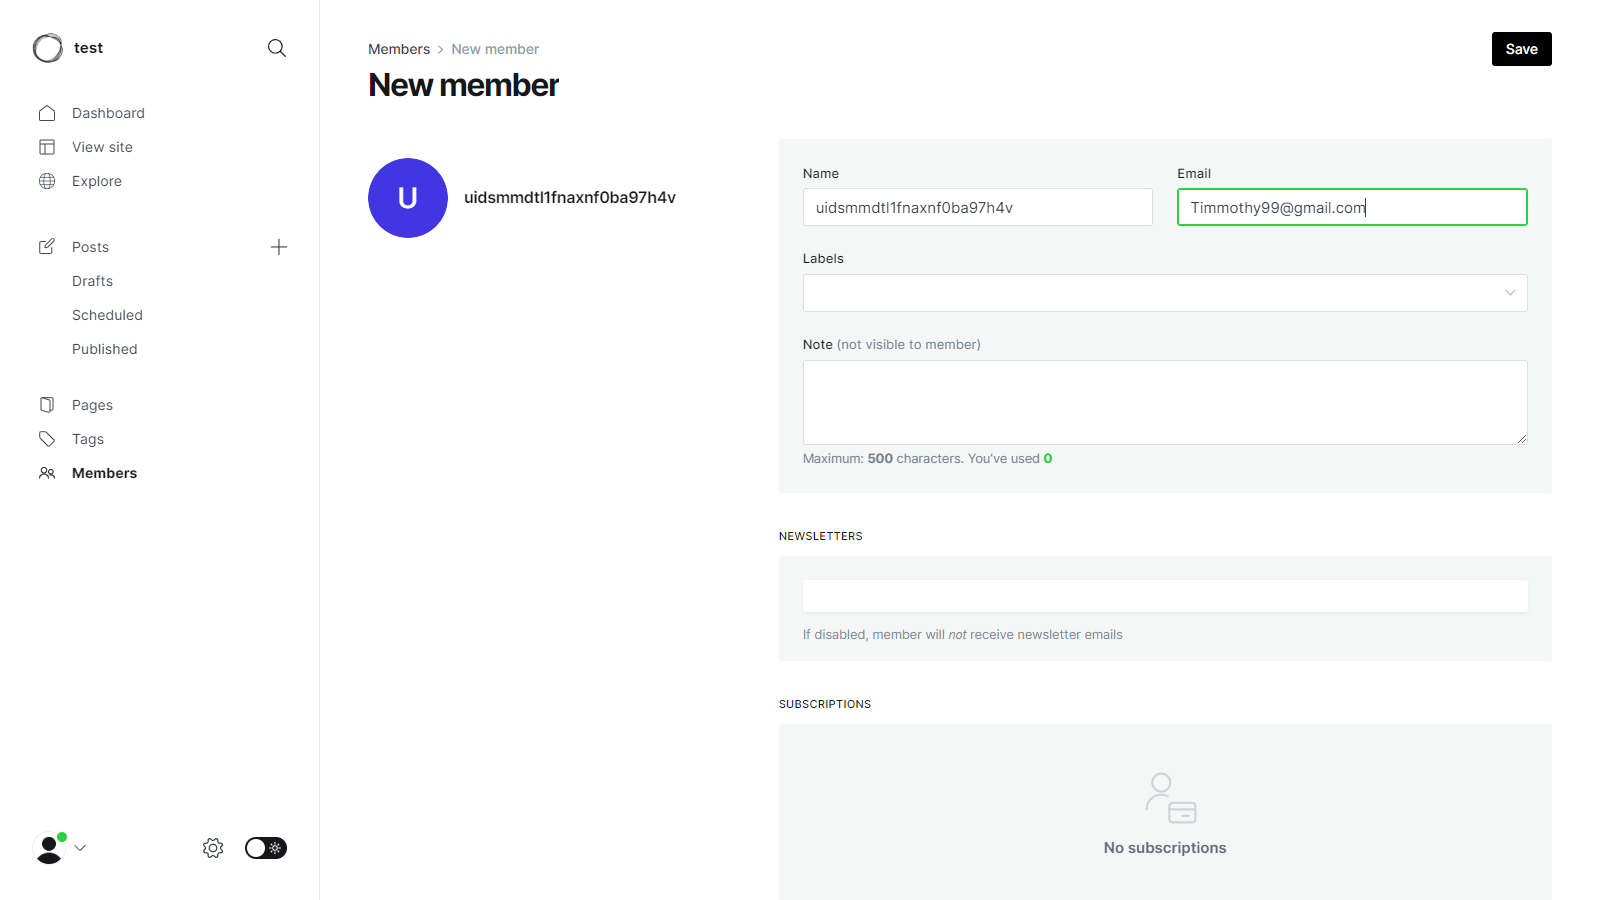 test
Dashboard
View site
Explore
Posts
Drafts
Scheduled
Published
Pages
Tags
Members
Members > New member
New member
Save
U
uidsmmdtl1fnaxnf0ba97h4v
Name
uidsmmdtl1fnaxnf0ba97h4v
Email
Timmothy99@gmail.com
Labels
Note (not visible to member)
Maximum: 500 characters. You've used 0
NEWSLETTERS
If disabled, member will not receive newsletter emails
SUBSCRIPTIONS
No subscriptions